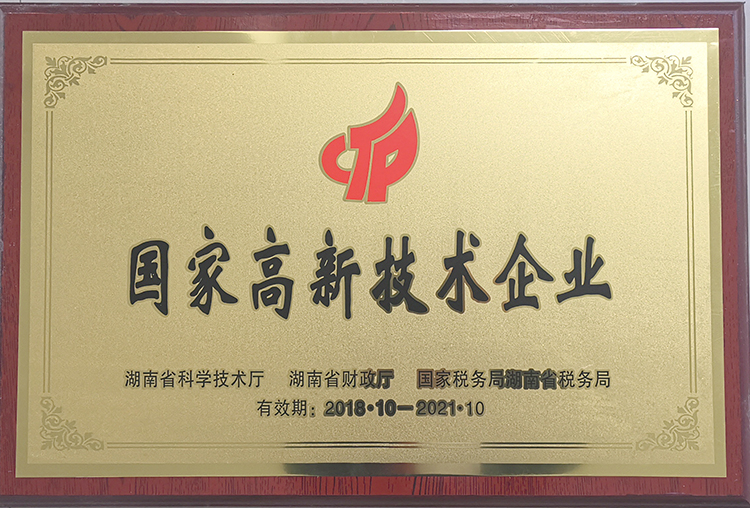 CTP
国家高新技术企业
湖南省科学技术厅 湖南省财政厅 国家税务局湖南省税务局
有效期：2018·10－2021·10